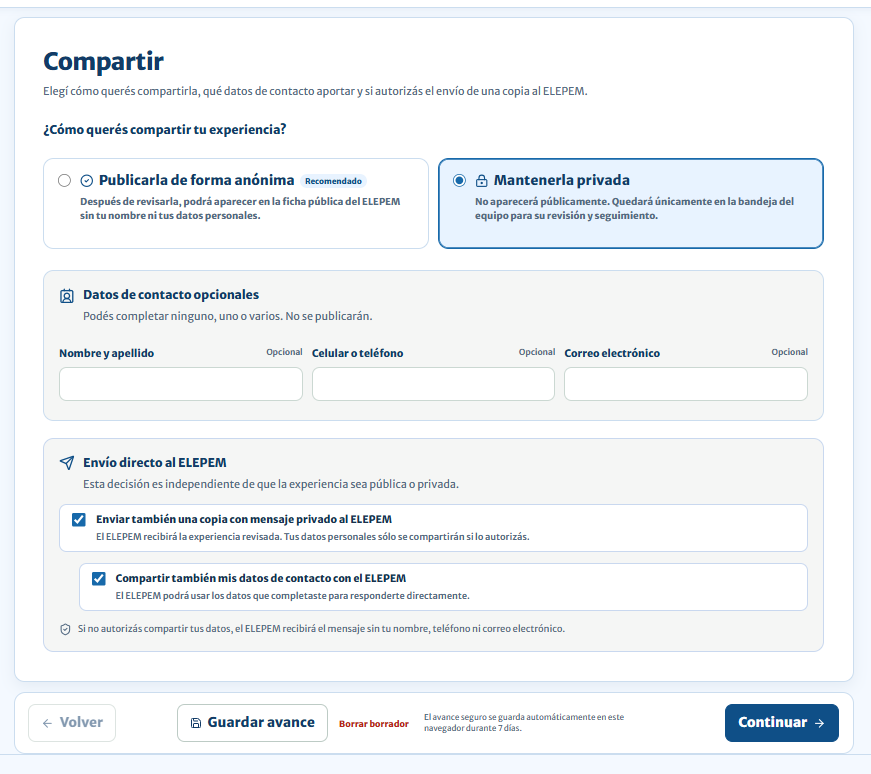 Compartir
Elegí cómo querés compartirla, qué datos de contacto aportar y si autorizás el envío de una copia al ELEPEM.
¿Cómo querés compartir tu experiencia?
Publicarla de forma anónima Recomendado
Después de revisarla, podrá aparecer en la ficha pública del ELEPEM
sin tu nombre ni tus datos personales.
Mantenerla privada
No aparecerá públicamente. Quedará únicamente en la bandeja del
equipo para su revisión y seguimiento.
Datos de contacto opcionales
Podés completar ninguno, uno o varios. No se publicarán.
Nombre y apellido Opcional
Celular o teléfono Opcional
Correo electrónico Opcional
Envío directo al ELEPEM
Esta decisión es independiente de que la experiencia sea pública o privada.
Enviar también una copia con mensaje privado al ELEPEM
El ELEPEM recibirá la experiencia revisada. Tus datos personales sólo se compartirán si lo autorizás.
Compartir también mis datos de contacto con el ELEPEM
El ELEPEM podrá usar los datos que completaste para responderte directamente.
Si no autorizás compartir tus datos, el ELEPEM recibirá el mensaje sin tu nombre, teléfono ni correo electrónico.
← Volver
Guardar avance
Borrar borrador
El avance seguro se guarda automáticamente en este
navegador durante 7 días.
Continuar →